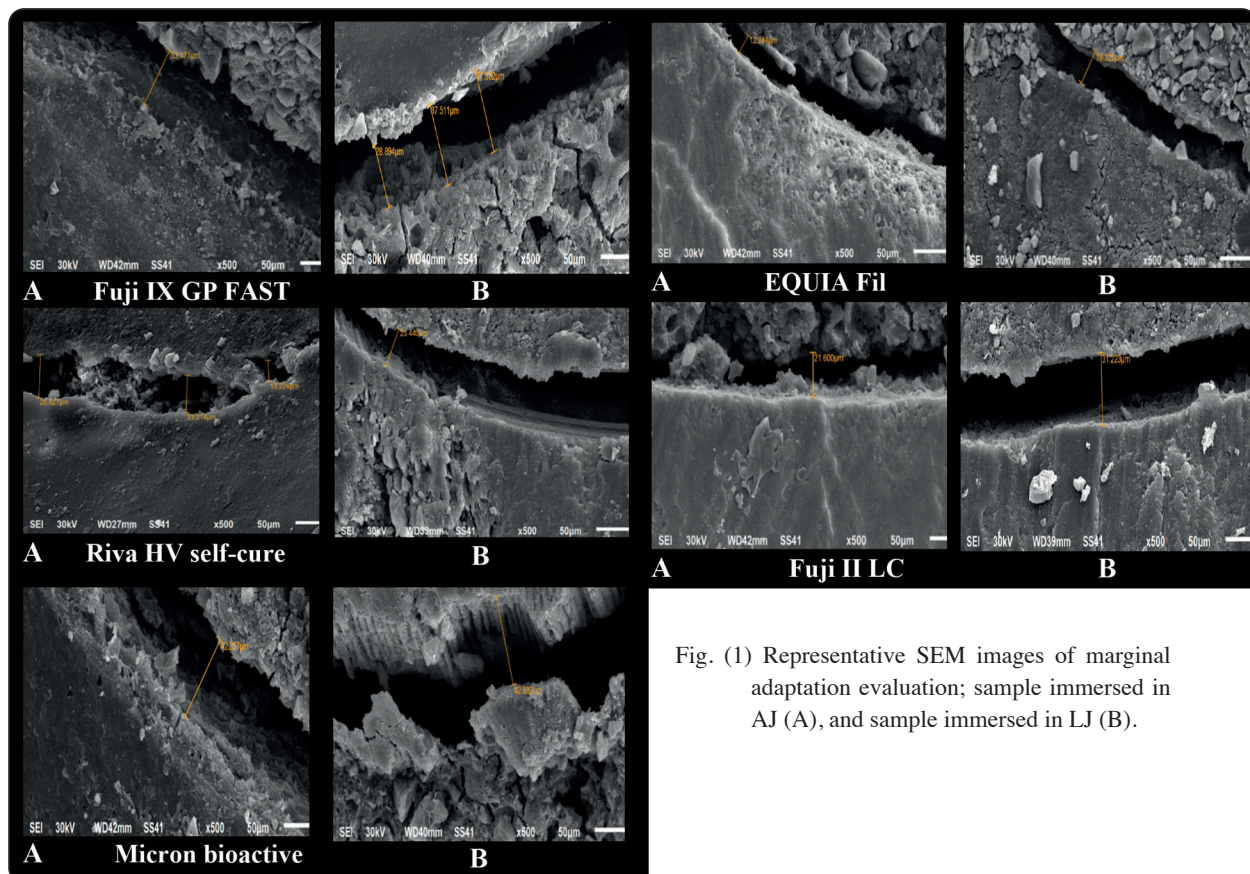 28.894µm
SEI 30kV WD42mm SS41 x500 50µm
SEI 30kV WD40mm SS41 x500 50µm
SEI 30kV WD42mm SS41 x500 50µm
SEI 30kV WD40mm SS41 x500 50µm
A Fuji IX GP FAST B
A EQUIA Fil B
23.440µm
21.600µm
31.223µm
SEI 30kV WD27mm SS41 x500 50µm
SEI 30kV WD39mm SS41 x500 50µm
SEI 30kV WD42mm SS41 x500 50µm
SEI 30kV WD39mm SS41 x500 50µm
A Riva HV self-cure B
A Fuji II LC B
SEI 30kV WD42mm SS41 x500 50µm
SEI 30kV WD40mm SS41 x500 50µm
A Micron bioactive B
Fig. (1) Representative SEM images of marginal
adaptation evaluation; sample immersed in
AJ (A), and sample immersed in LJ (B).